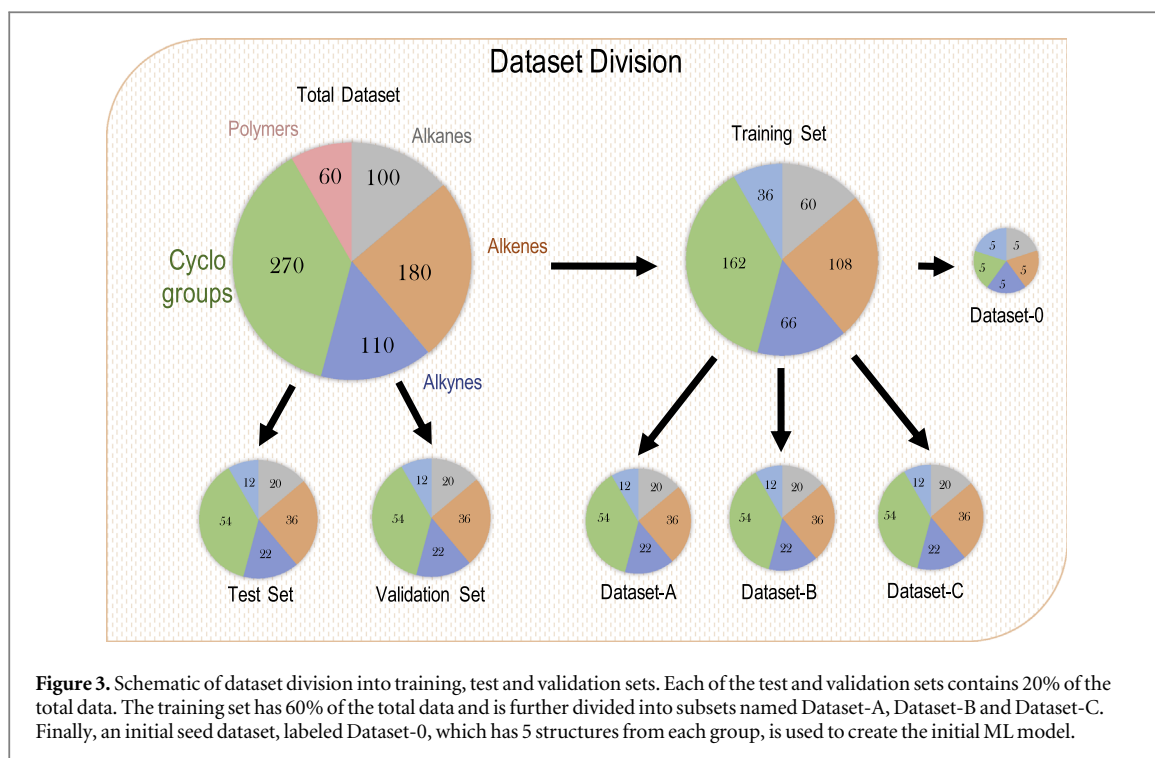 Dataset Division
Total Dataset
Polymers
Alkanes
60
100
Cyclo
groups
270
180
Alkenes
110
Alkynes
Training Set
36
60
162
108
66
5
5
5
5
5
Dataset-0
12
20
54
36
22
Test Set
12
20
54
36
22
Validation Set
12
20
54
36
22
Dataset-A
12
20
54
36
22
Dataset-B
12
20
54
36
22
Dataset-C
Figure 3. Schematic of dataset division into training, test and validation sets. Each of the test and validation sets contains 20% of the
total data. The training set has 60% of the total data and is further divided into subsets named Dataset-A, Dataset-B and Dataset-C.
Finally, an initial seed dataset, labeled Dataset-0, which has 5 structures from each group, is used to create the initial ML model.